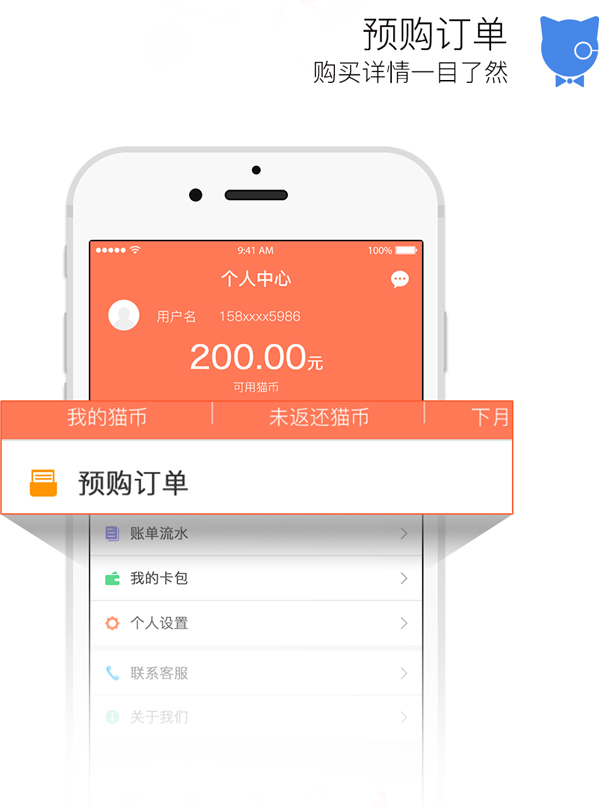 预购订单
购买详情一目了然
9:41 AM
100%
个人中心
用户名 158xxxx5986
200.00元
可用猫币
我的猫币 未返还猫币 下月
预购订单
账单流水
我的卡包
个人设置
联系客服
关于我们